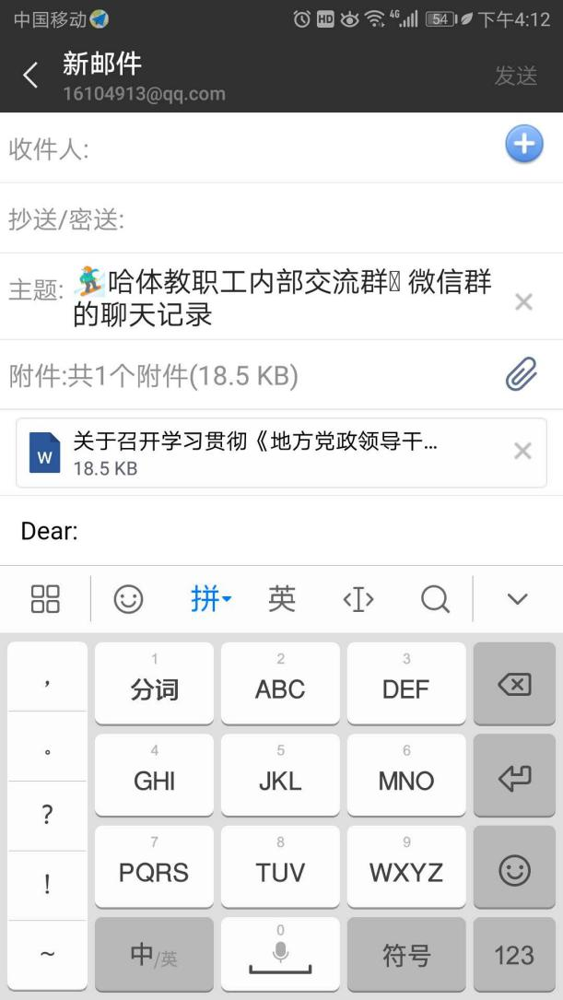 中国移动 HD 4G 54 下午4:12
新邮件
16104913@qq.com
发送
收件人:
抄送/密送:
主题: 🏂哈体教职工内部交流群 微信群
的聊天记录
附件:共1个附件(18.5 KB)
W
关于召开学习贯彻《地方党政领导干...
18.5 KB
Dear:
拼 英
, 1 2 3
分词 ABC DEF
。 4 5 6
GHI JKL MNO
? 7 8 9
! PQRS TUV WXYZ
~ 中/英 0 符号 123